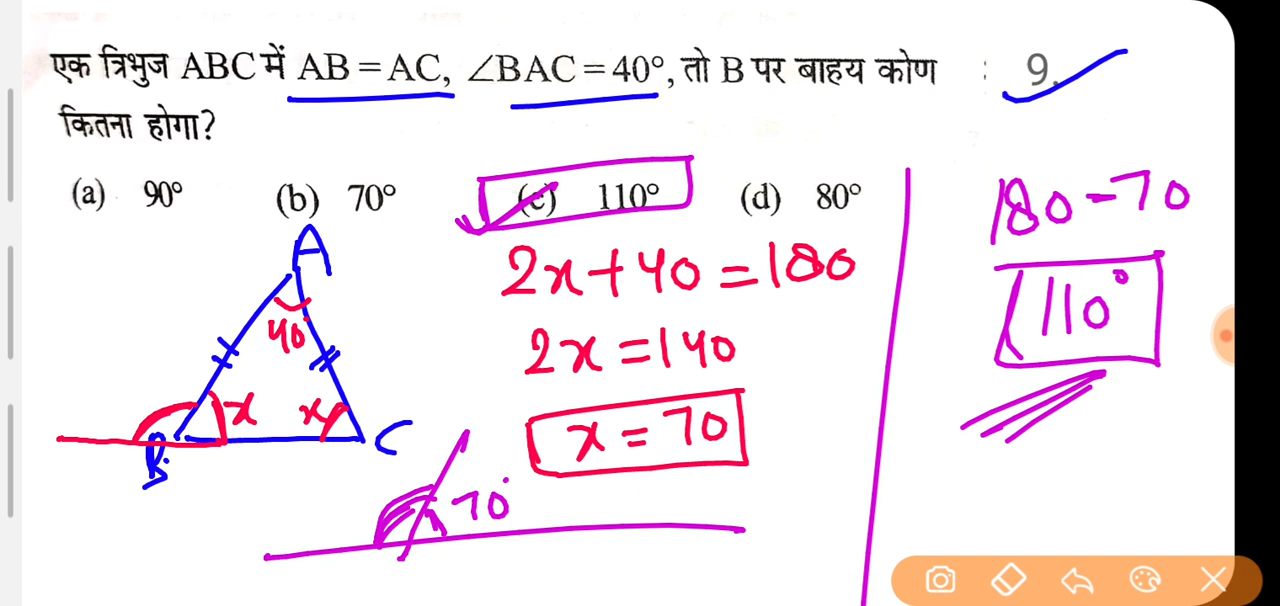 एक त्रिभुज ABC में AB = AC, ∠BAC = 40°, तो B पर बाहय कोण : 9.
कितना होगा?
(a) 90° (b) 70° (c) 110° (d) 80°
180-70
110°
A
40°
x x
B C
2x+40=180
2x=140
x=70
70°